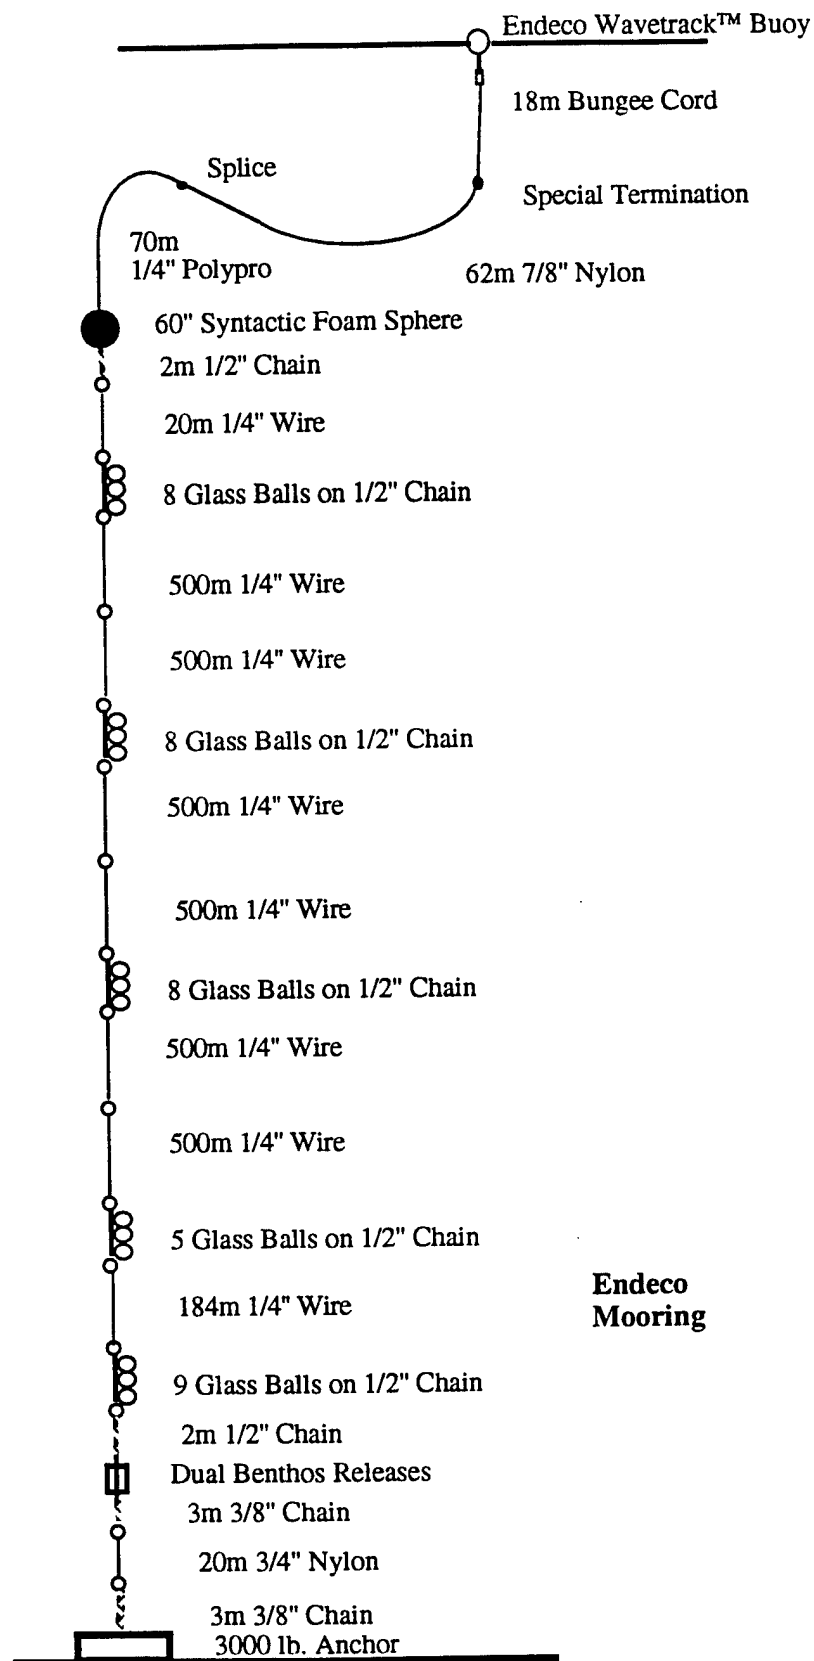 Endeco Wavetrack™ Buoy
18m Bungee Cord
Splice
Special Termination
70m
1/4" Polypro
62m 7/8" Nylon
60" Syntactic Foam Sphere
2m 1/2" Chain
20m 1/4" Wire
8 Glass Balls on 1/2" Chain
500m 1/4" Wire
500m 1/4" Wire
8 Glass Balls on 1/2" Chain
500m 1/4" Wire
500m 1/4" Wire
8 Glass Balls on 1/2" Chain
500m 1/4" Wire
500m 1/4" Wire
5 Glass Balls on 1/2" Chain
Endeco
Mooring
184m 1/4" Wire
9 Glass Balls on 1/2" Chain
2m 1/2" Chain
Dual Benthos Releases
3m 3/8" Chain
20m 3/4" Nylon
3m 3/8" Chain
3000 lb. Anchor